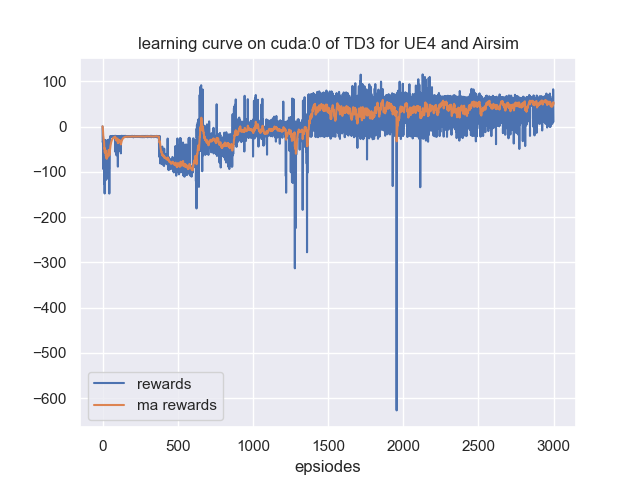 learning curve on cuda:0 of TD3 for UE4 and Airsim
100
0
−100
−200
−300
−400
−500
−600
rewards
ma rewards
0 500 1000 1500 2000 2500 3000
epsiodes